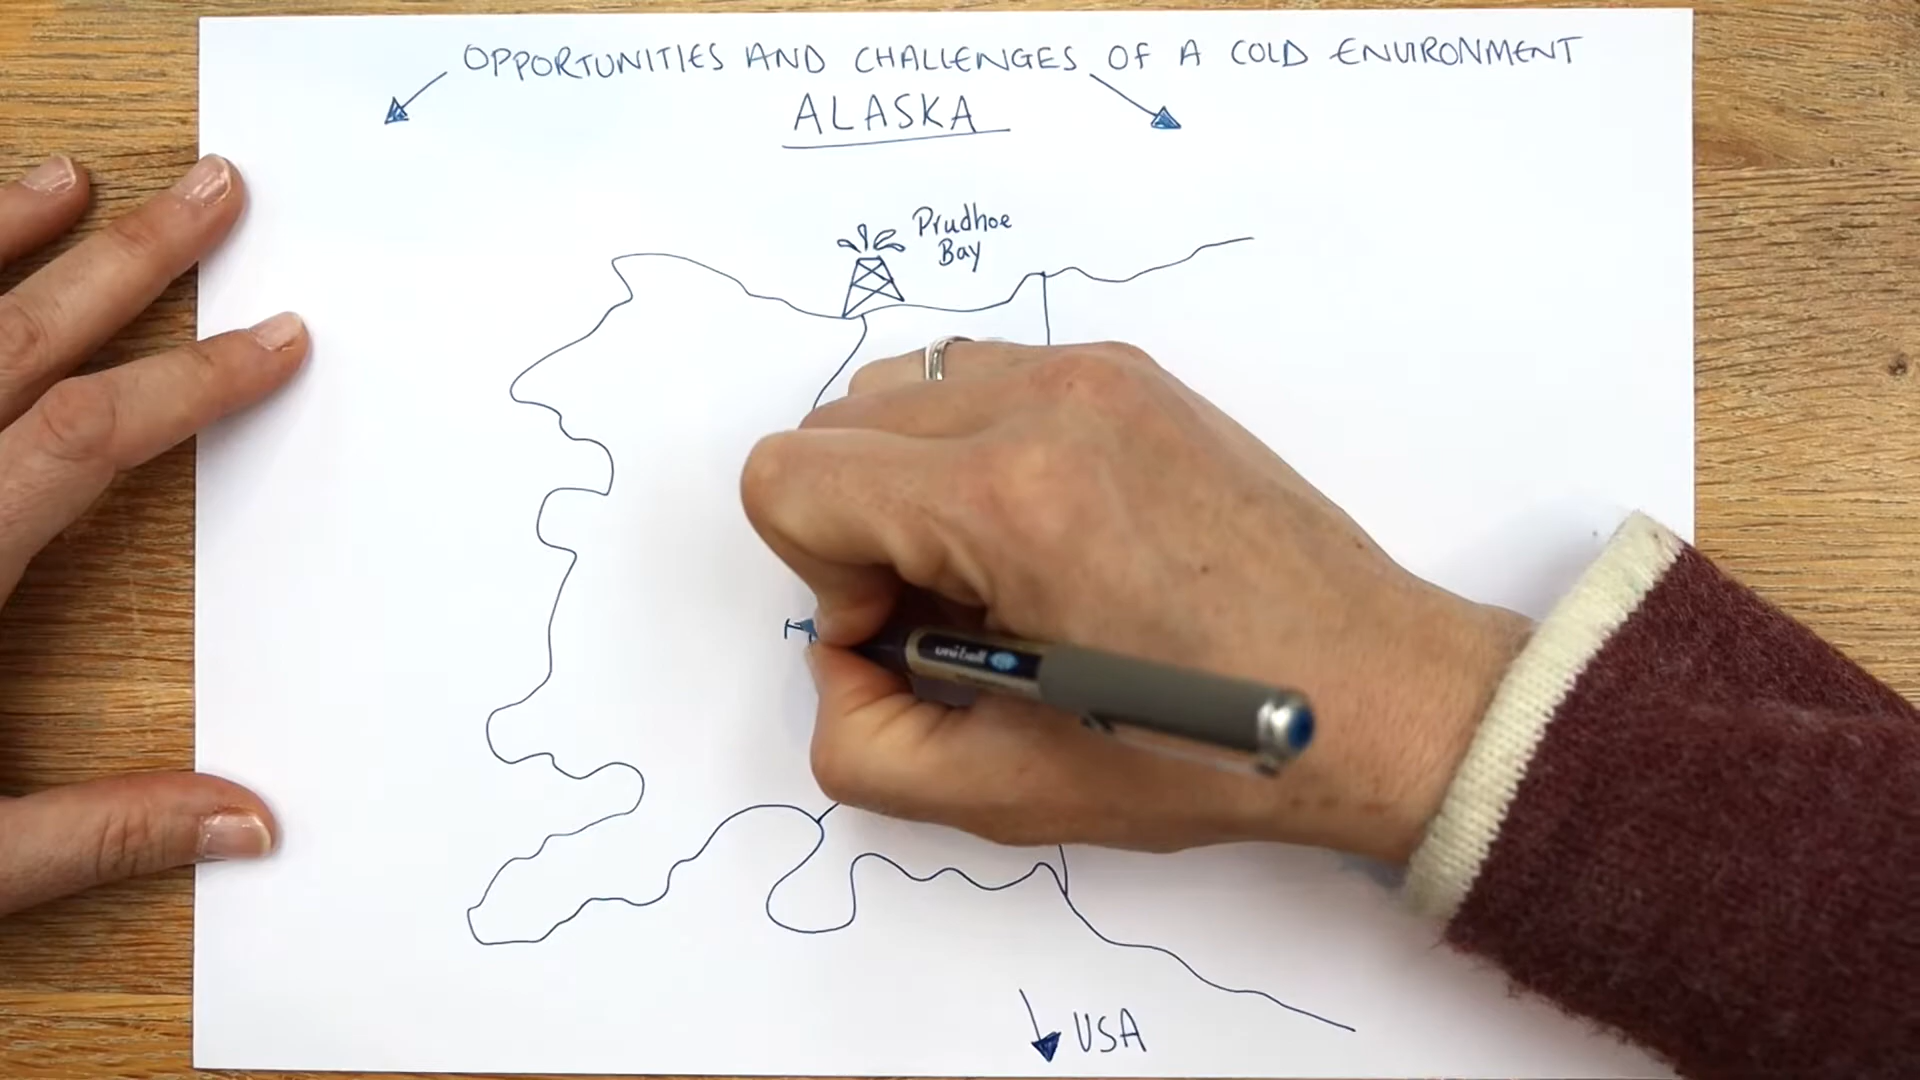 OPPORTUNITIES AND CHALLENGES OF A COLD ENVIRONMENT
ALASKA
Prudhoe
Bay
uni-ball
USA